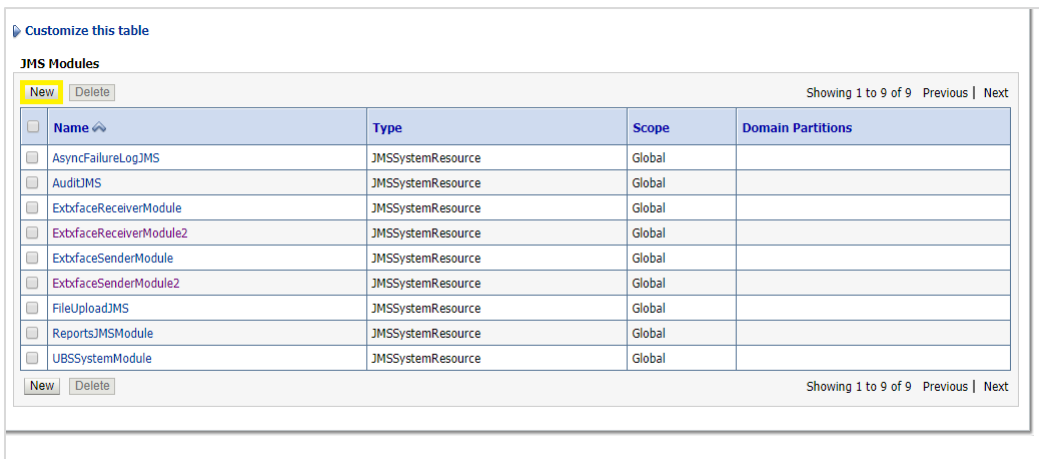 Customize this table
JMS Modules
New Delete Showing 1 to 9 of 9 Previous | Next
Name Type Scope Domain Partitions
AsyncFailureLogJMS JMSSystemResource Global
AuditJMS JMSSystemResource Global
ExtxfaceReceiverModule JMSSystemResource Global
ExtxfaceReceiverModule2 JMSSystemResource Global
ExtxfaceSenderModule JMSSystemResource Global
ExtxfaceSenderModule2 JMSSystemResource Global
FileUploadJMS JMSSystemResource Global
ReportsJMSModule JMSSystemResource Global
UBSSystemModule JMSSystemResource Global
New Delete Showing 1 to 9 of 9 Previous | Next